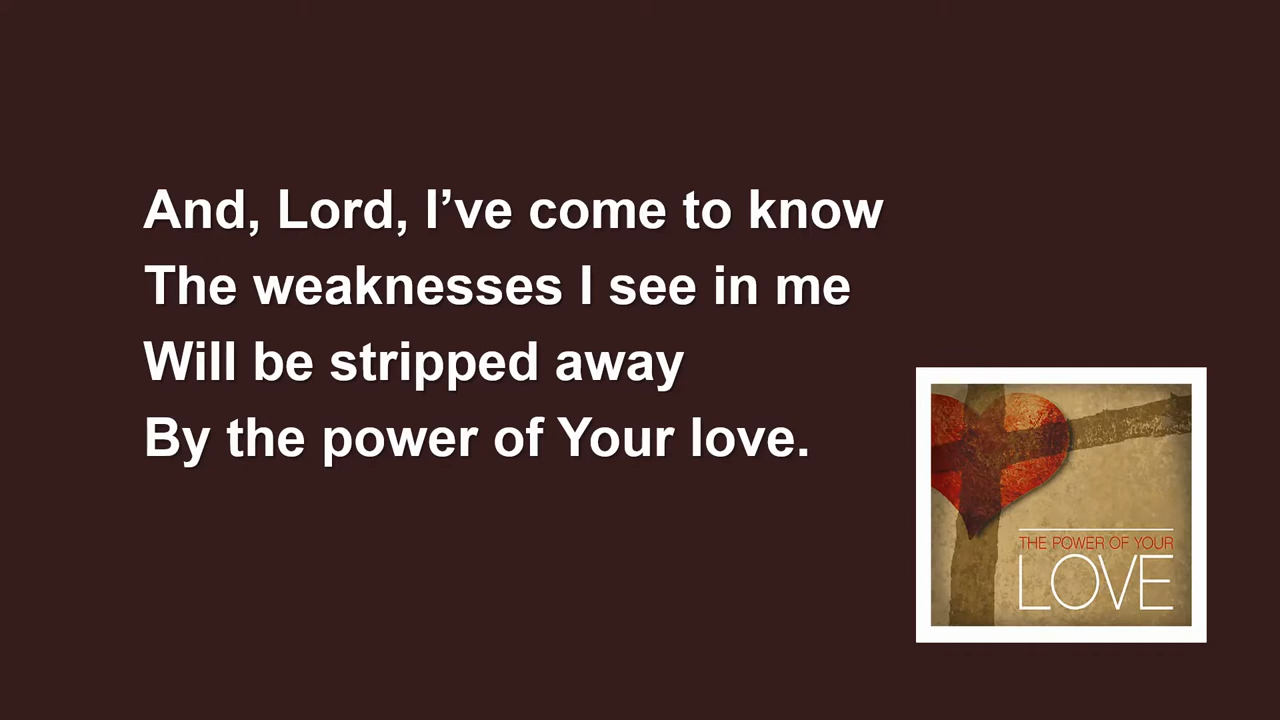 And, Lord, I’ve come to know
The weaknesses I see in me
Will be stripped away
By the power of Your love.
THE POWER OF YOUR
LOVE